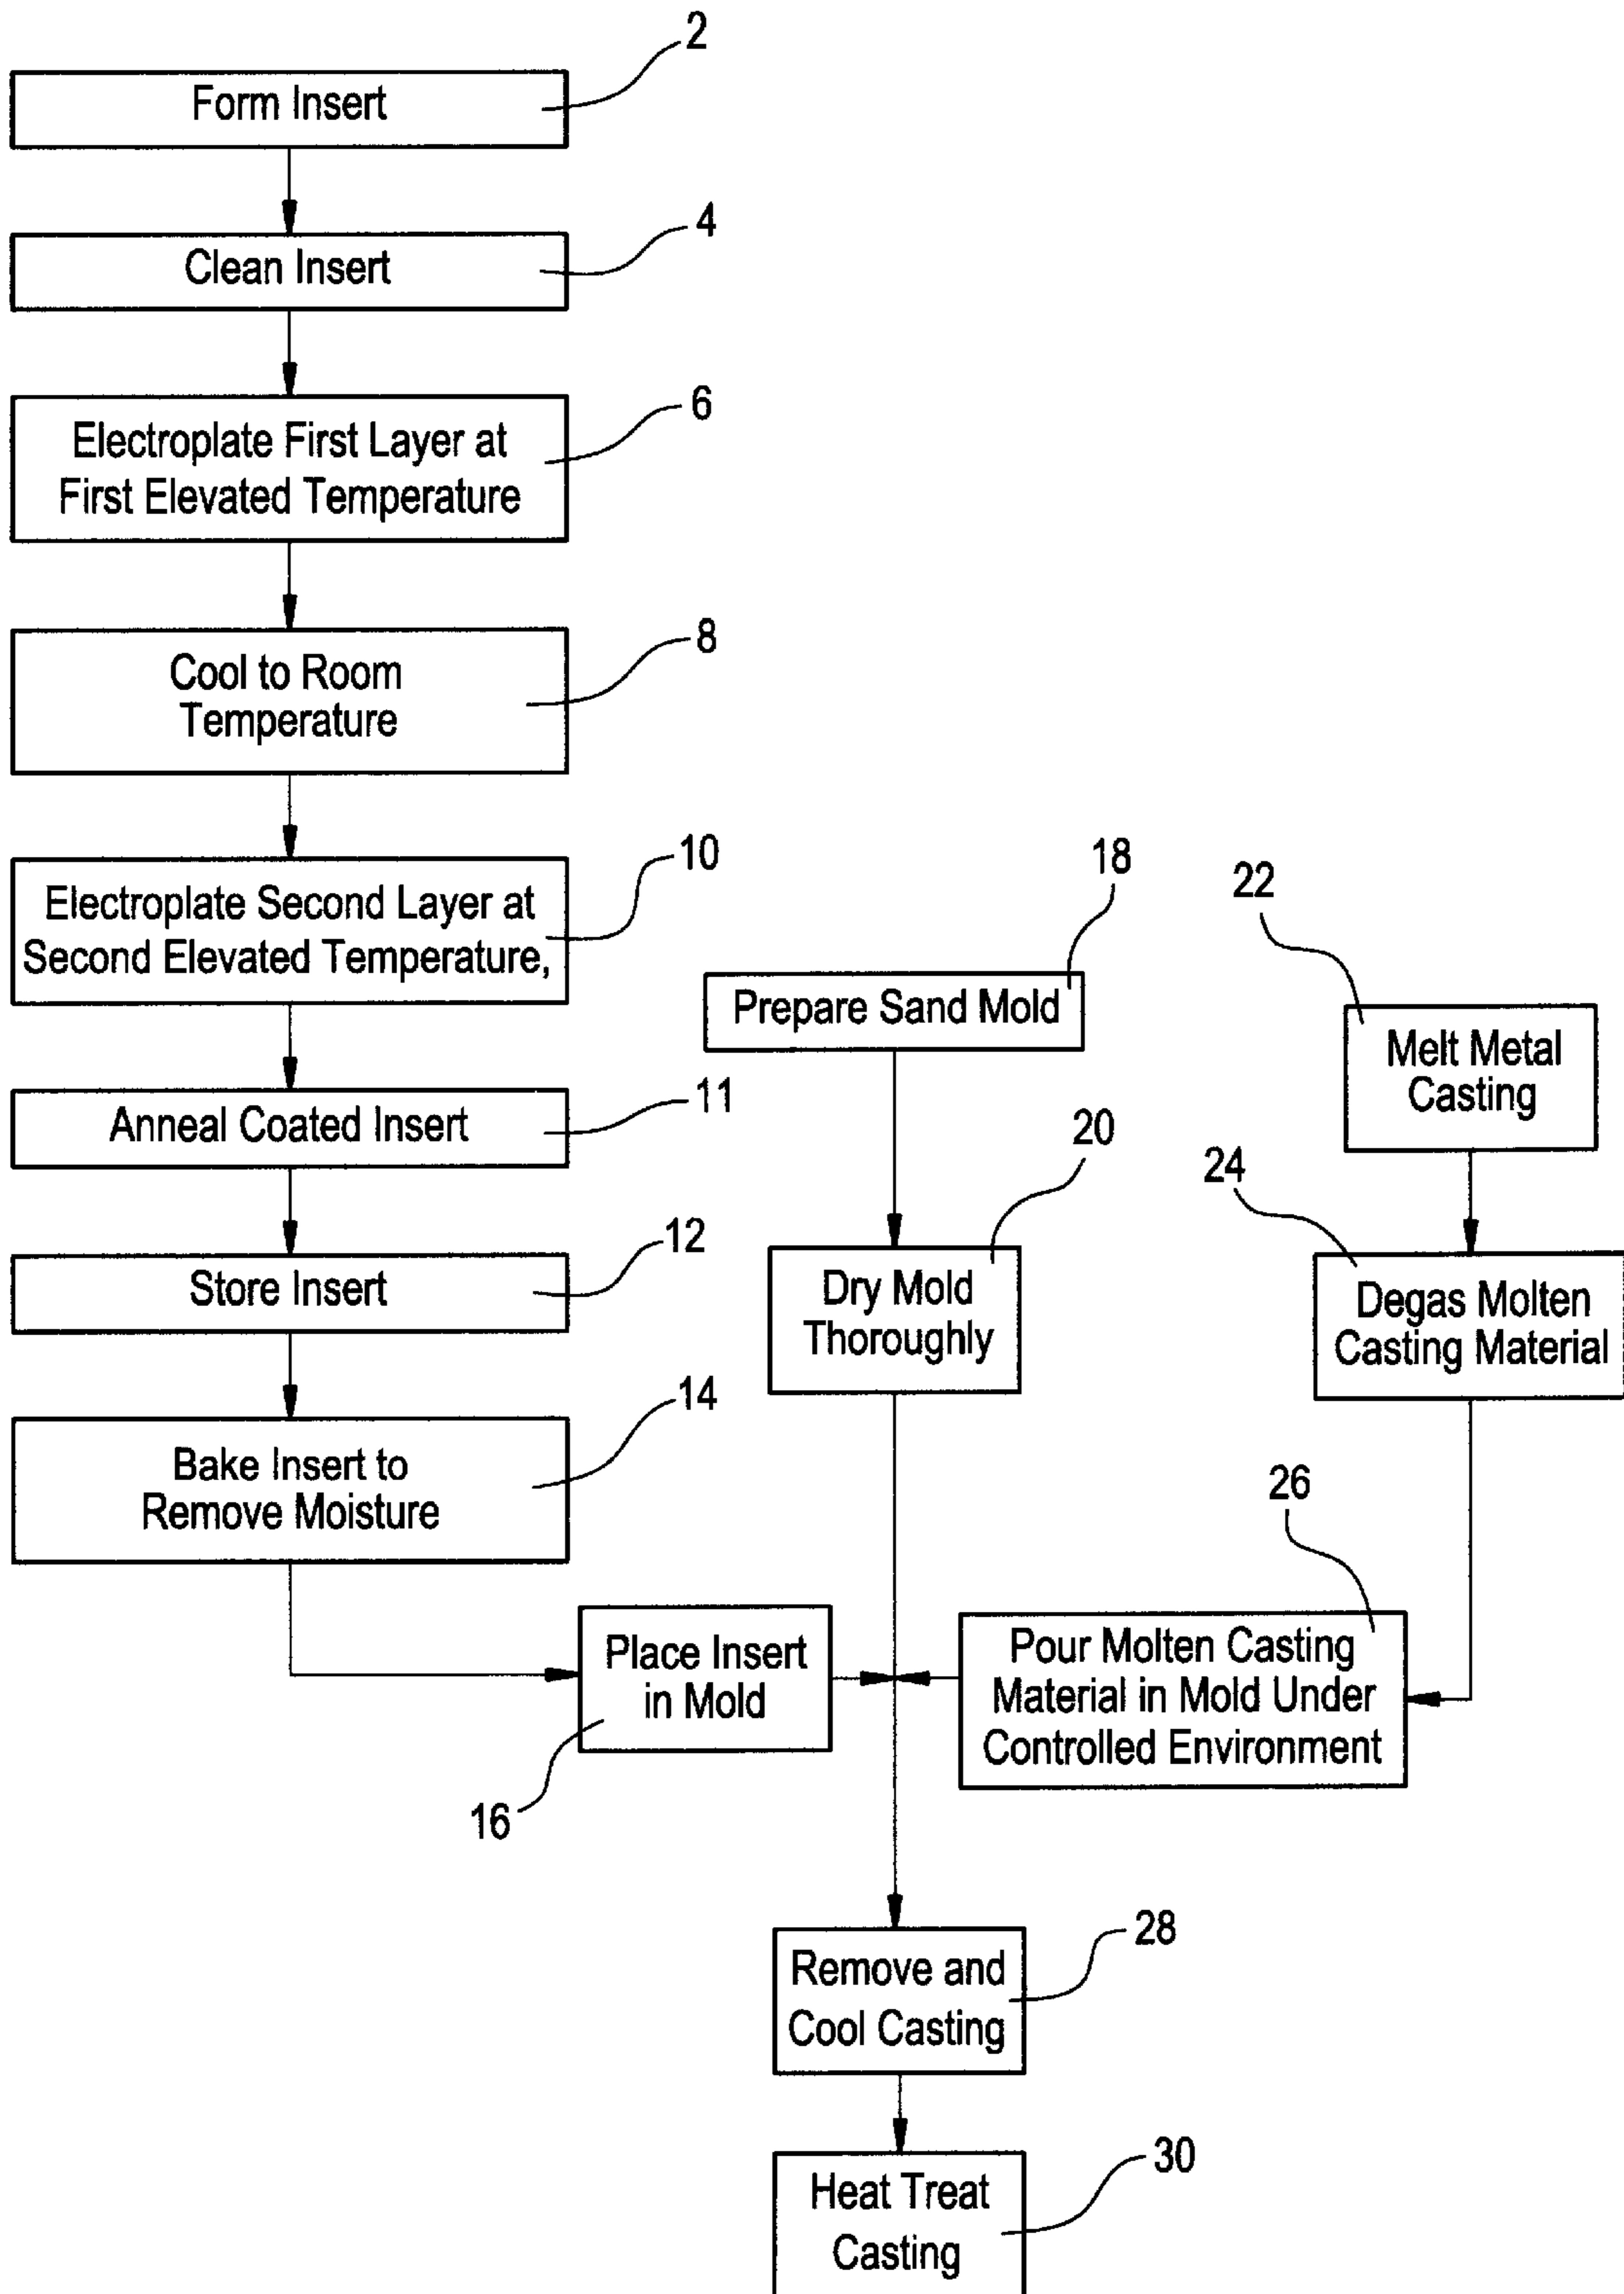 2
Form Insert
4
Clean Insert
6
Electroplate First Layer at
First Elevated Temperature
8
Cool to Room
Temperature
10
Electroplate Second Layer at
Second Elevated Temperature,
11
Anneal Coated Insert
12
Store Insert
14
Bake Insert to
Remove Moisture
Place Insert
in Mold
16
18
Prepare Sand Mold
20
Dry Mold
Thoroughly
22
Melt Metal
Casting
24
Degas Molten
Casting Material
26
Pour Molten Casting
Material in Mold Under
Controlled Environment
28
Remove and
Cool Casting
30
Heat Treat
Casting